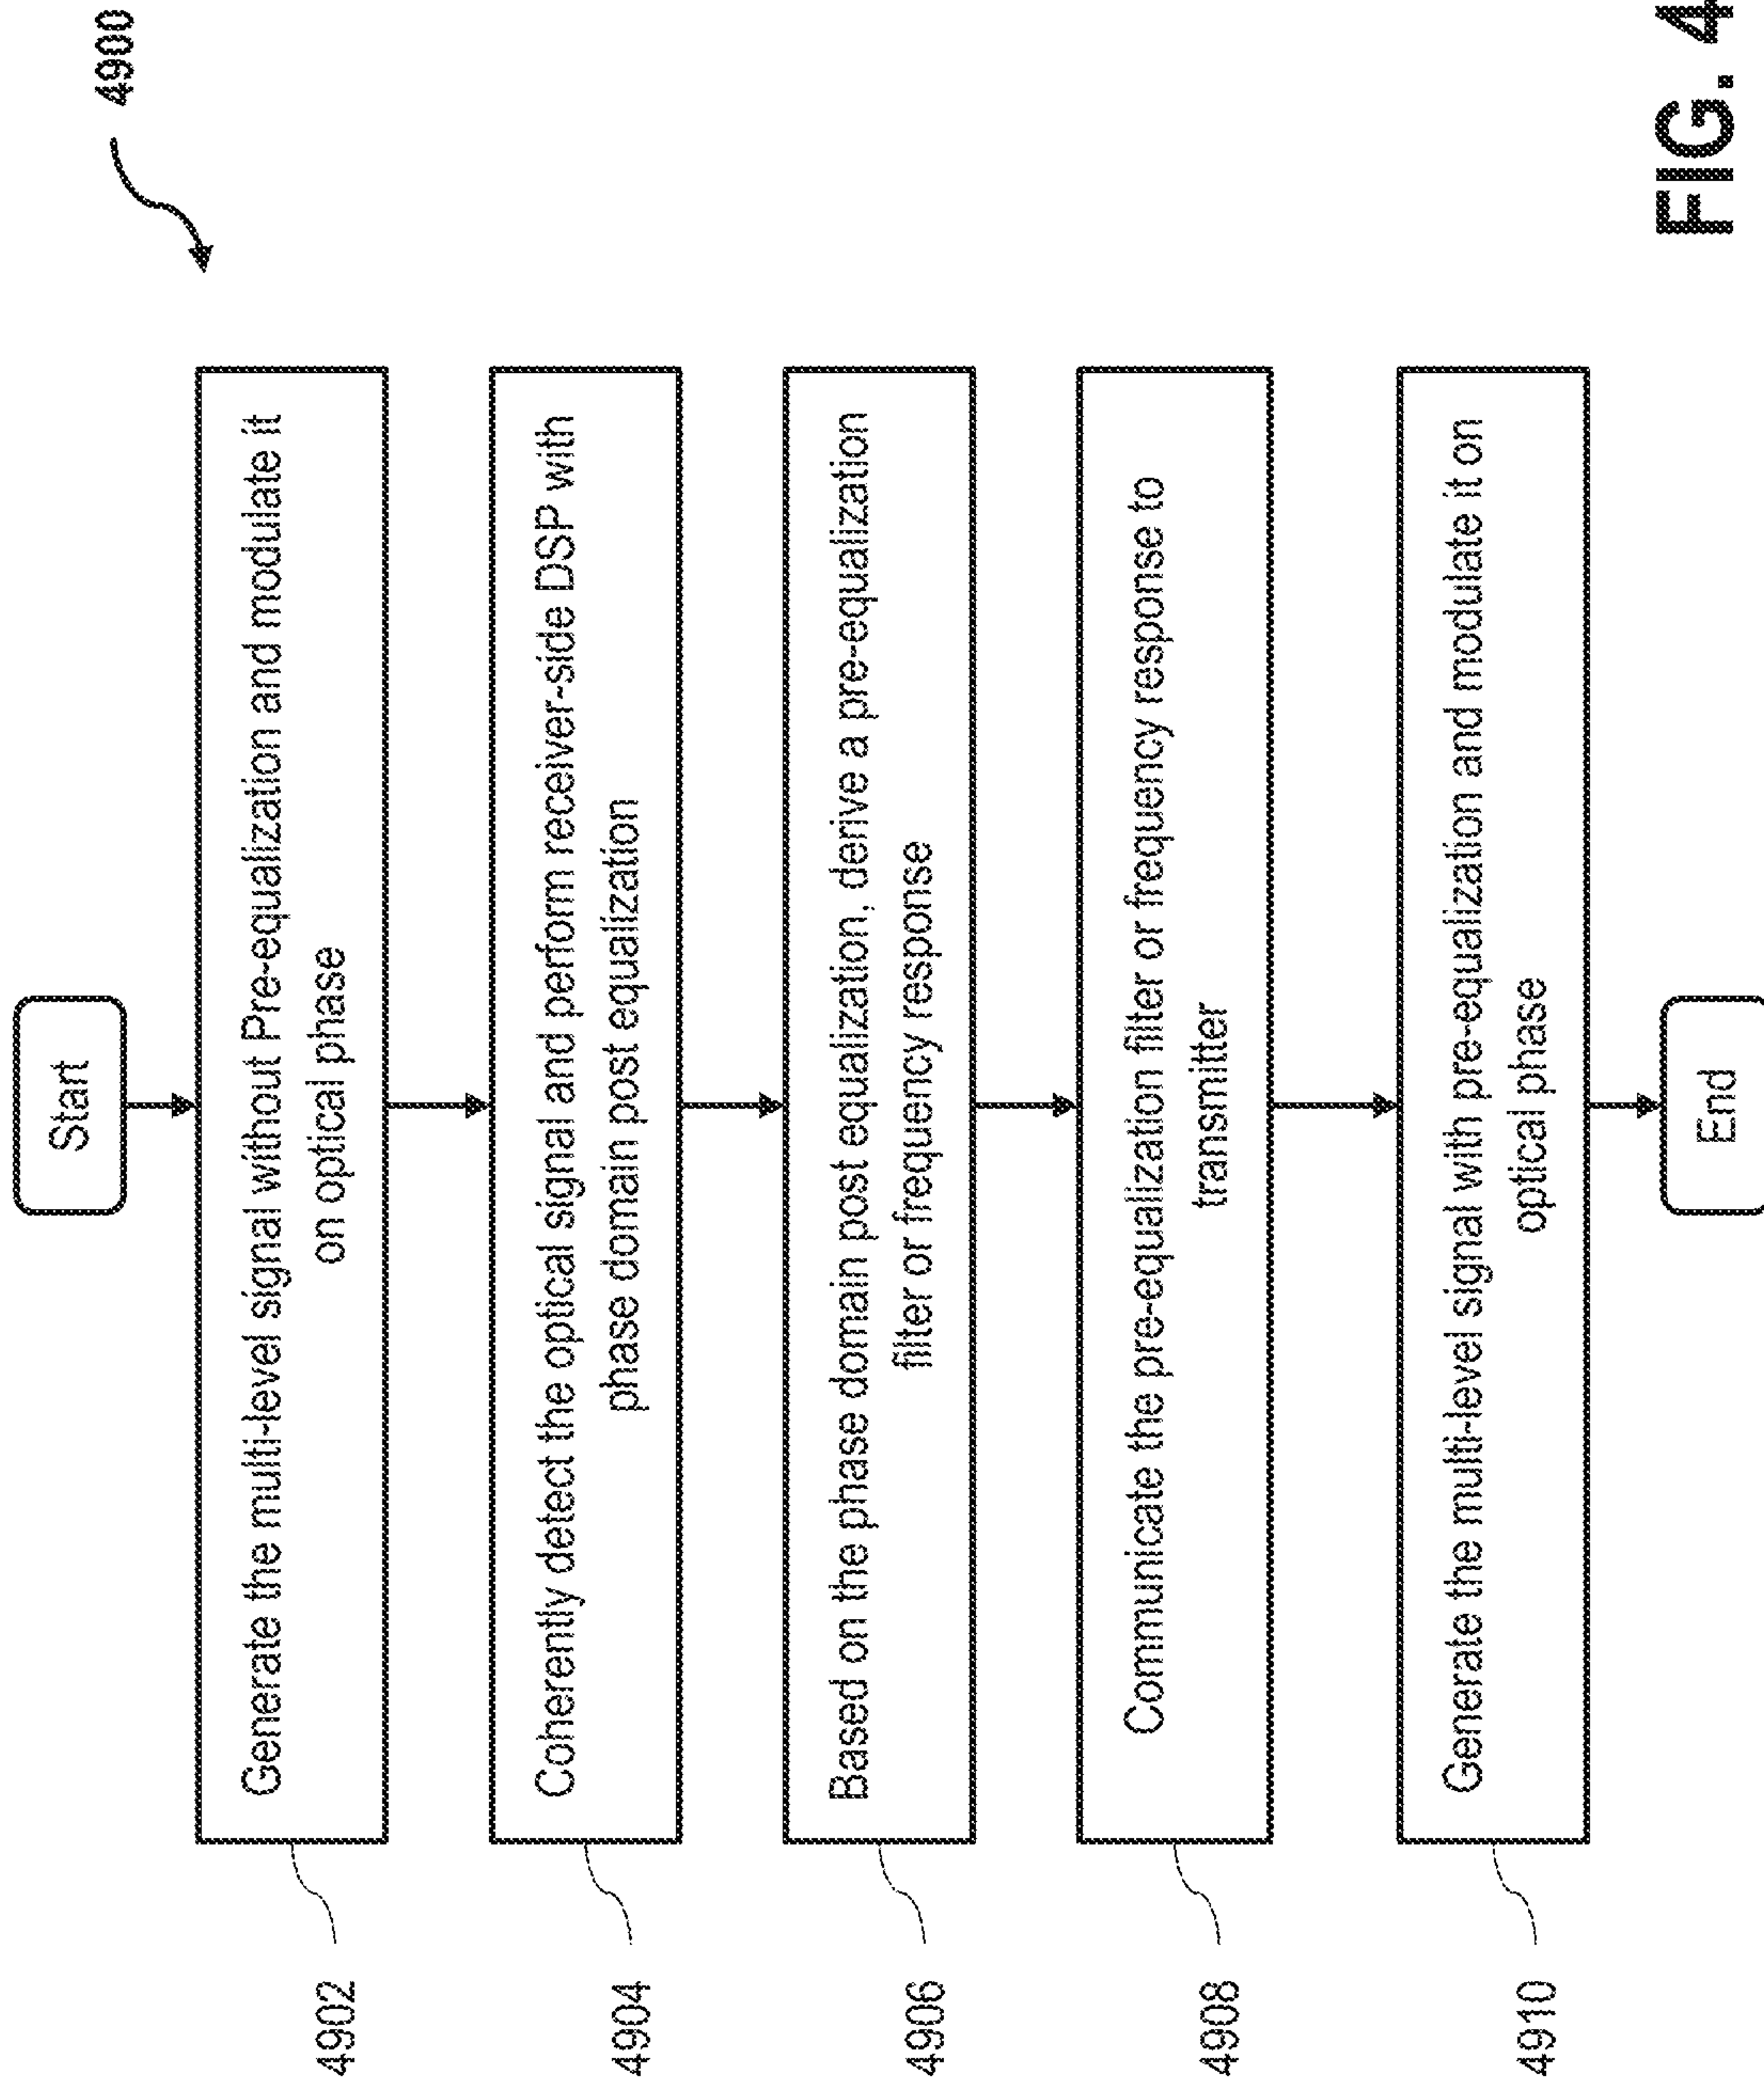 4900
Start
4902
Generate the multi-level signal without Pre-equalization and modulate it
on optical phase
4904
Coherently detect the optical signal and perform receiver-side DSP with
phase domain post equalization
4906
Based on the phase domain post equalization, derive a pre-equalization
filter or frequency response
4908
Communicate the pre-equalization filter or frequency response to
transmitter
4910
Generate the multi-level signal with pre-equalization and modulate it on
optical phase
End
FIG. 4